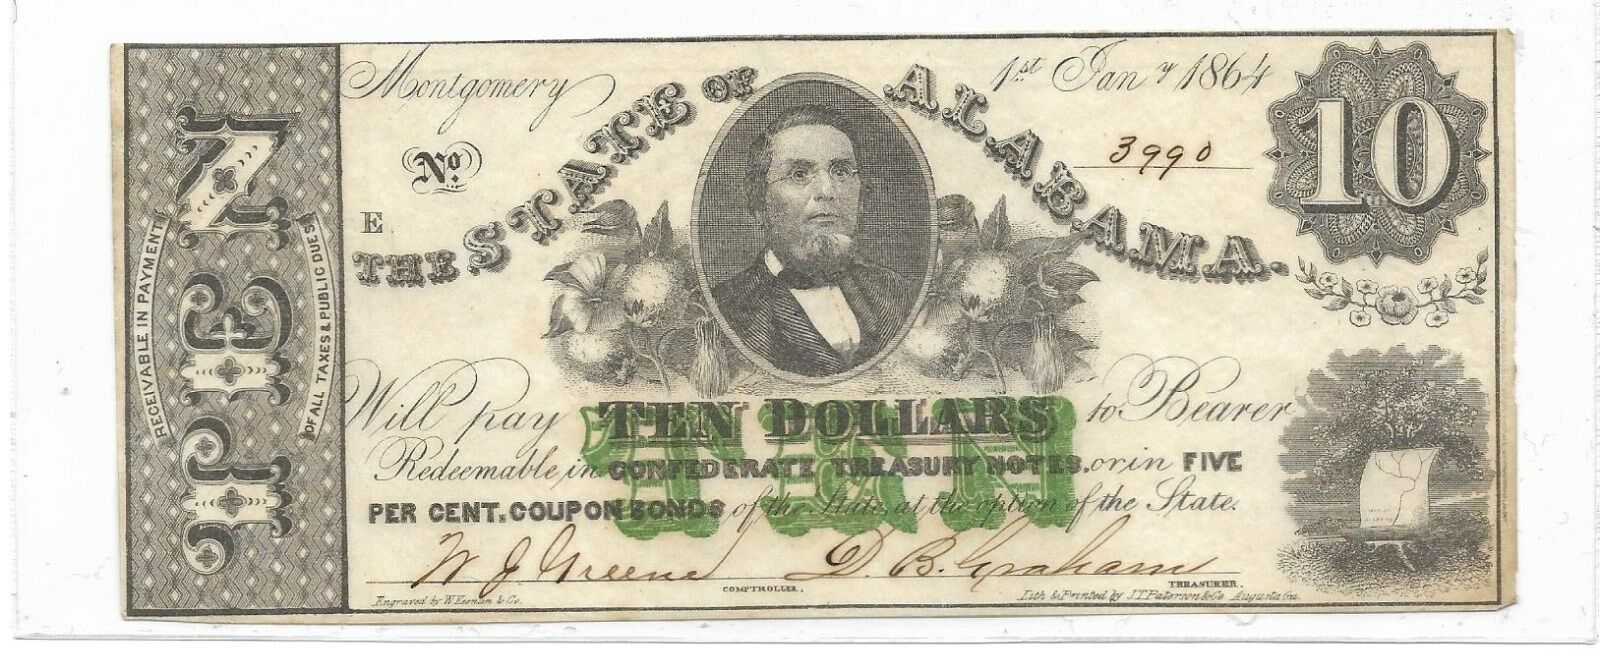 TEN
RECEIVABLE IN PAYMENT
OF ALL TAXES & PUBLIC DUES
Montgomery 1st Jany 1864
No. 3990
10
E
THE STATE OF ALABAMA.
Will pay TEN DOLLARS to Bearer
TEN
Redeemable, in CONFEDERATE TREASURY NOTES, or in FIVE
PER CENT. COUPON BONDS of the State, at the option of the State.
W J Greene D. B. Graham
COMPTROLLER. TREASURER.
Engraved by W. Keenan & Co. Lith & Printed by J.T. Paterson & Co Augusta Ga.